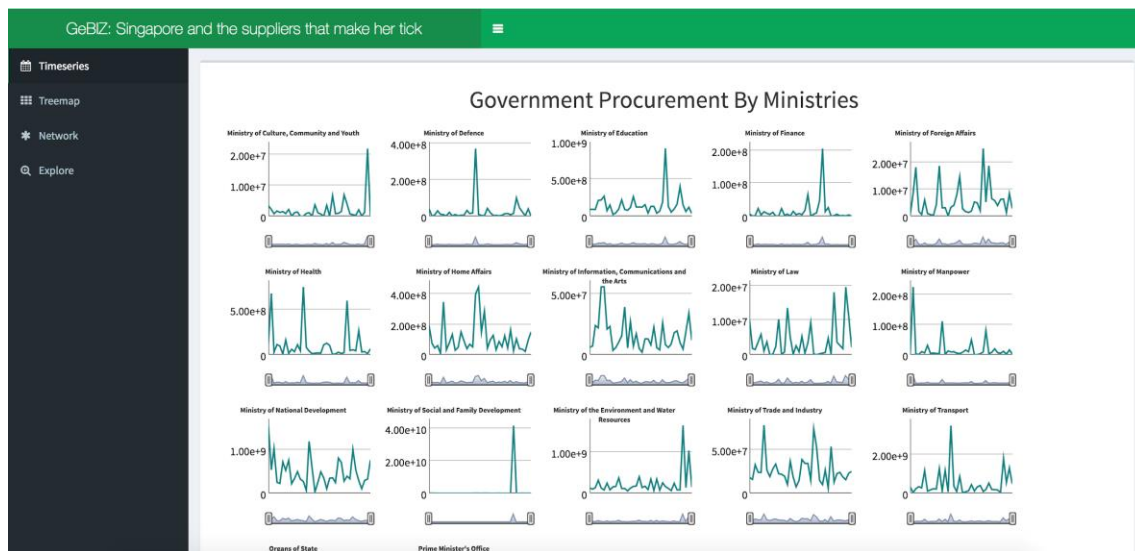 GeBIZ: Singapore and the suppliers that make her tick
Timeseries
Treemap
Network
Explore
Government Procurement By Ministries
Ministry of Culture, Community and Youth
2.00e+7
1.00e+7
0
Ministry of Defence
4.00e+8
2.00e+8
0
Ministry of Education
1.00e+9
5.00e+8
0
Ministry of Finance
2.00e+8
1.00e+8
0
Ministry of Foreign Affairs
2.00e+7
1.00e+7
0
Ministry of Health
5.00e+8
0
Ministry of Home Affairs
4.00e+8
2.00e+8
0
Ministry of Information, Communications and
the Arts
5.00e+7
0
Ministry of Law
2.00e+7
1.00e+7
0
Ministry of Manpower
2.00e+8
1.00e+8
0
Ministry of National Development
1.00e+9
0
Ministry of Social and Family Development
4.00e+10
2.00e+10
0
Ministry of the Environment and Water
Resources
1.00e+9
0
Ministry of Trade and Industry
5.00e+7
0
Ministry of Transport
2.00e+9
0
Organs of State
Prime Minister's Office